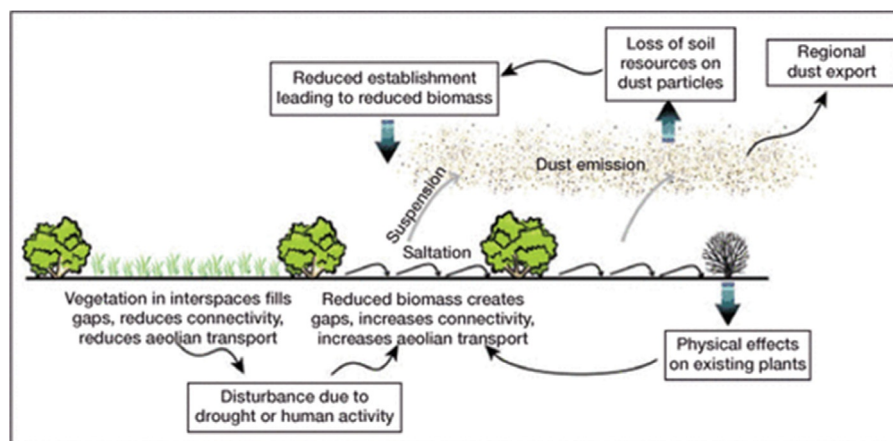 Loss of soil
resources on
dust particles
Regional
dust export
Reduced establishment
leading to reduced biomass
Dust emission
Suspension
Saltation
Vegetation in interspaces fills
gaps, reduces connectivity,
reduces aeolian transport
Reduced biomass creates
gaps, increases connectivity,
increases aeolian transport
Physical effects
on existing plants
Disturbance due to
drought or human activity